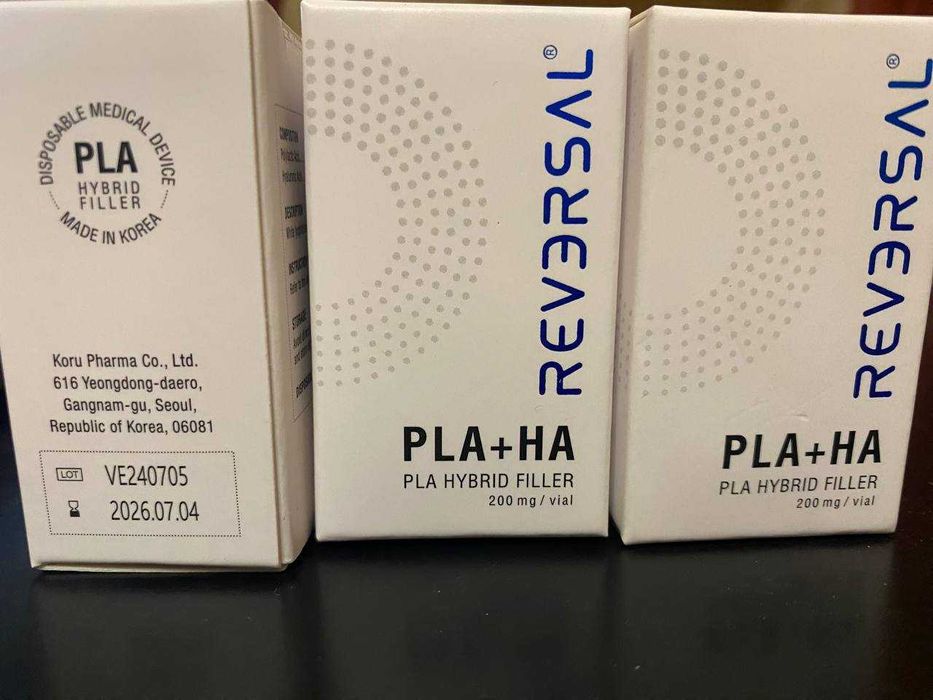 DISPOSABLE MEDICAL DEVICE
PLA
HYBRID
FILLER
MADE IN KOREA
Koru Pharma Co., Ltd.
616 Yeongdong-daero,
Gangnam-gu, Seoul,
Republic of Korea, 06081
LOT VE240705
2026.07.04
COMPOSITION
REVERSAL®
PLA+HA
PLA HYBRID FILLER
200 mg / vial
REVERSAL®
PLA+HA
PLA HYBRID FILLER
200 mg / vial